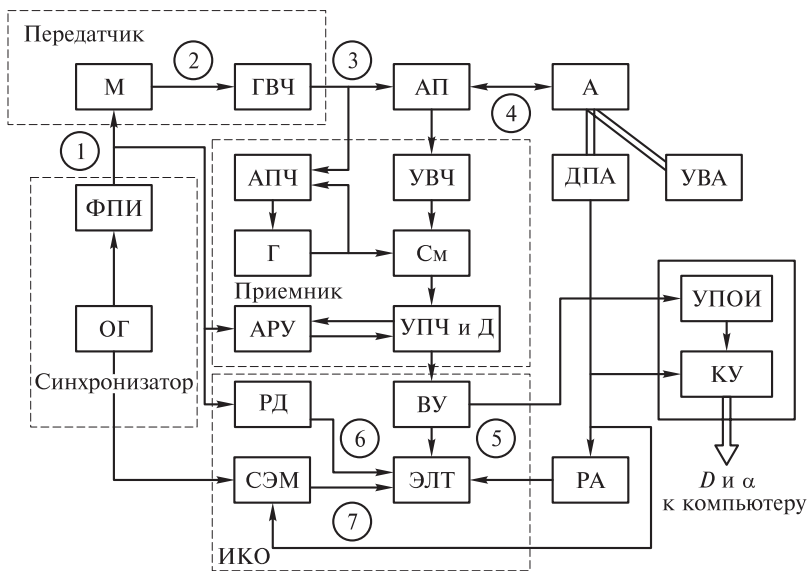 Передатчик
М
2
ГВЧ
3
АП
4
А
1
АПЧ
УВЧ
ДПА
УВА
ФПИ
Г
См
Приемник
ОГ
АРУ
УПЧ и Д
УПОИ
КУ
Синхронизатор
РД
6
ВУ
5
СЭМ
7
ЭЛТ
РА
D и α
к компьютеру
ИКО